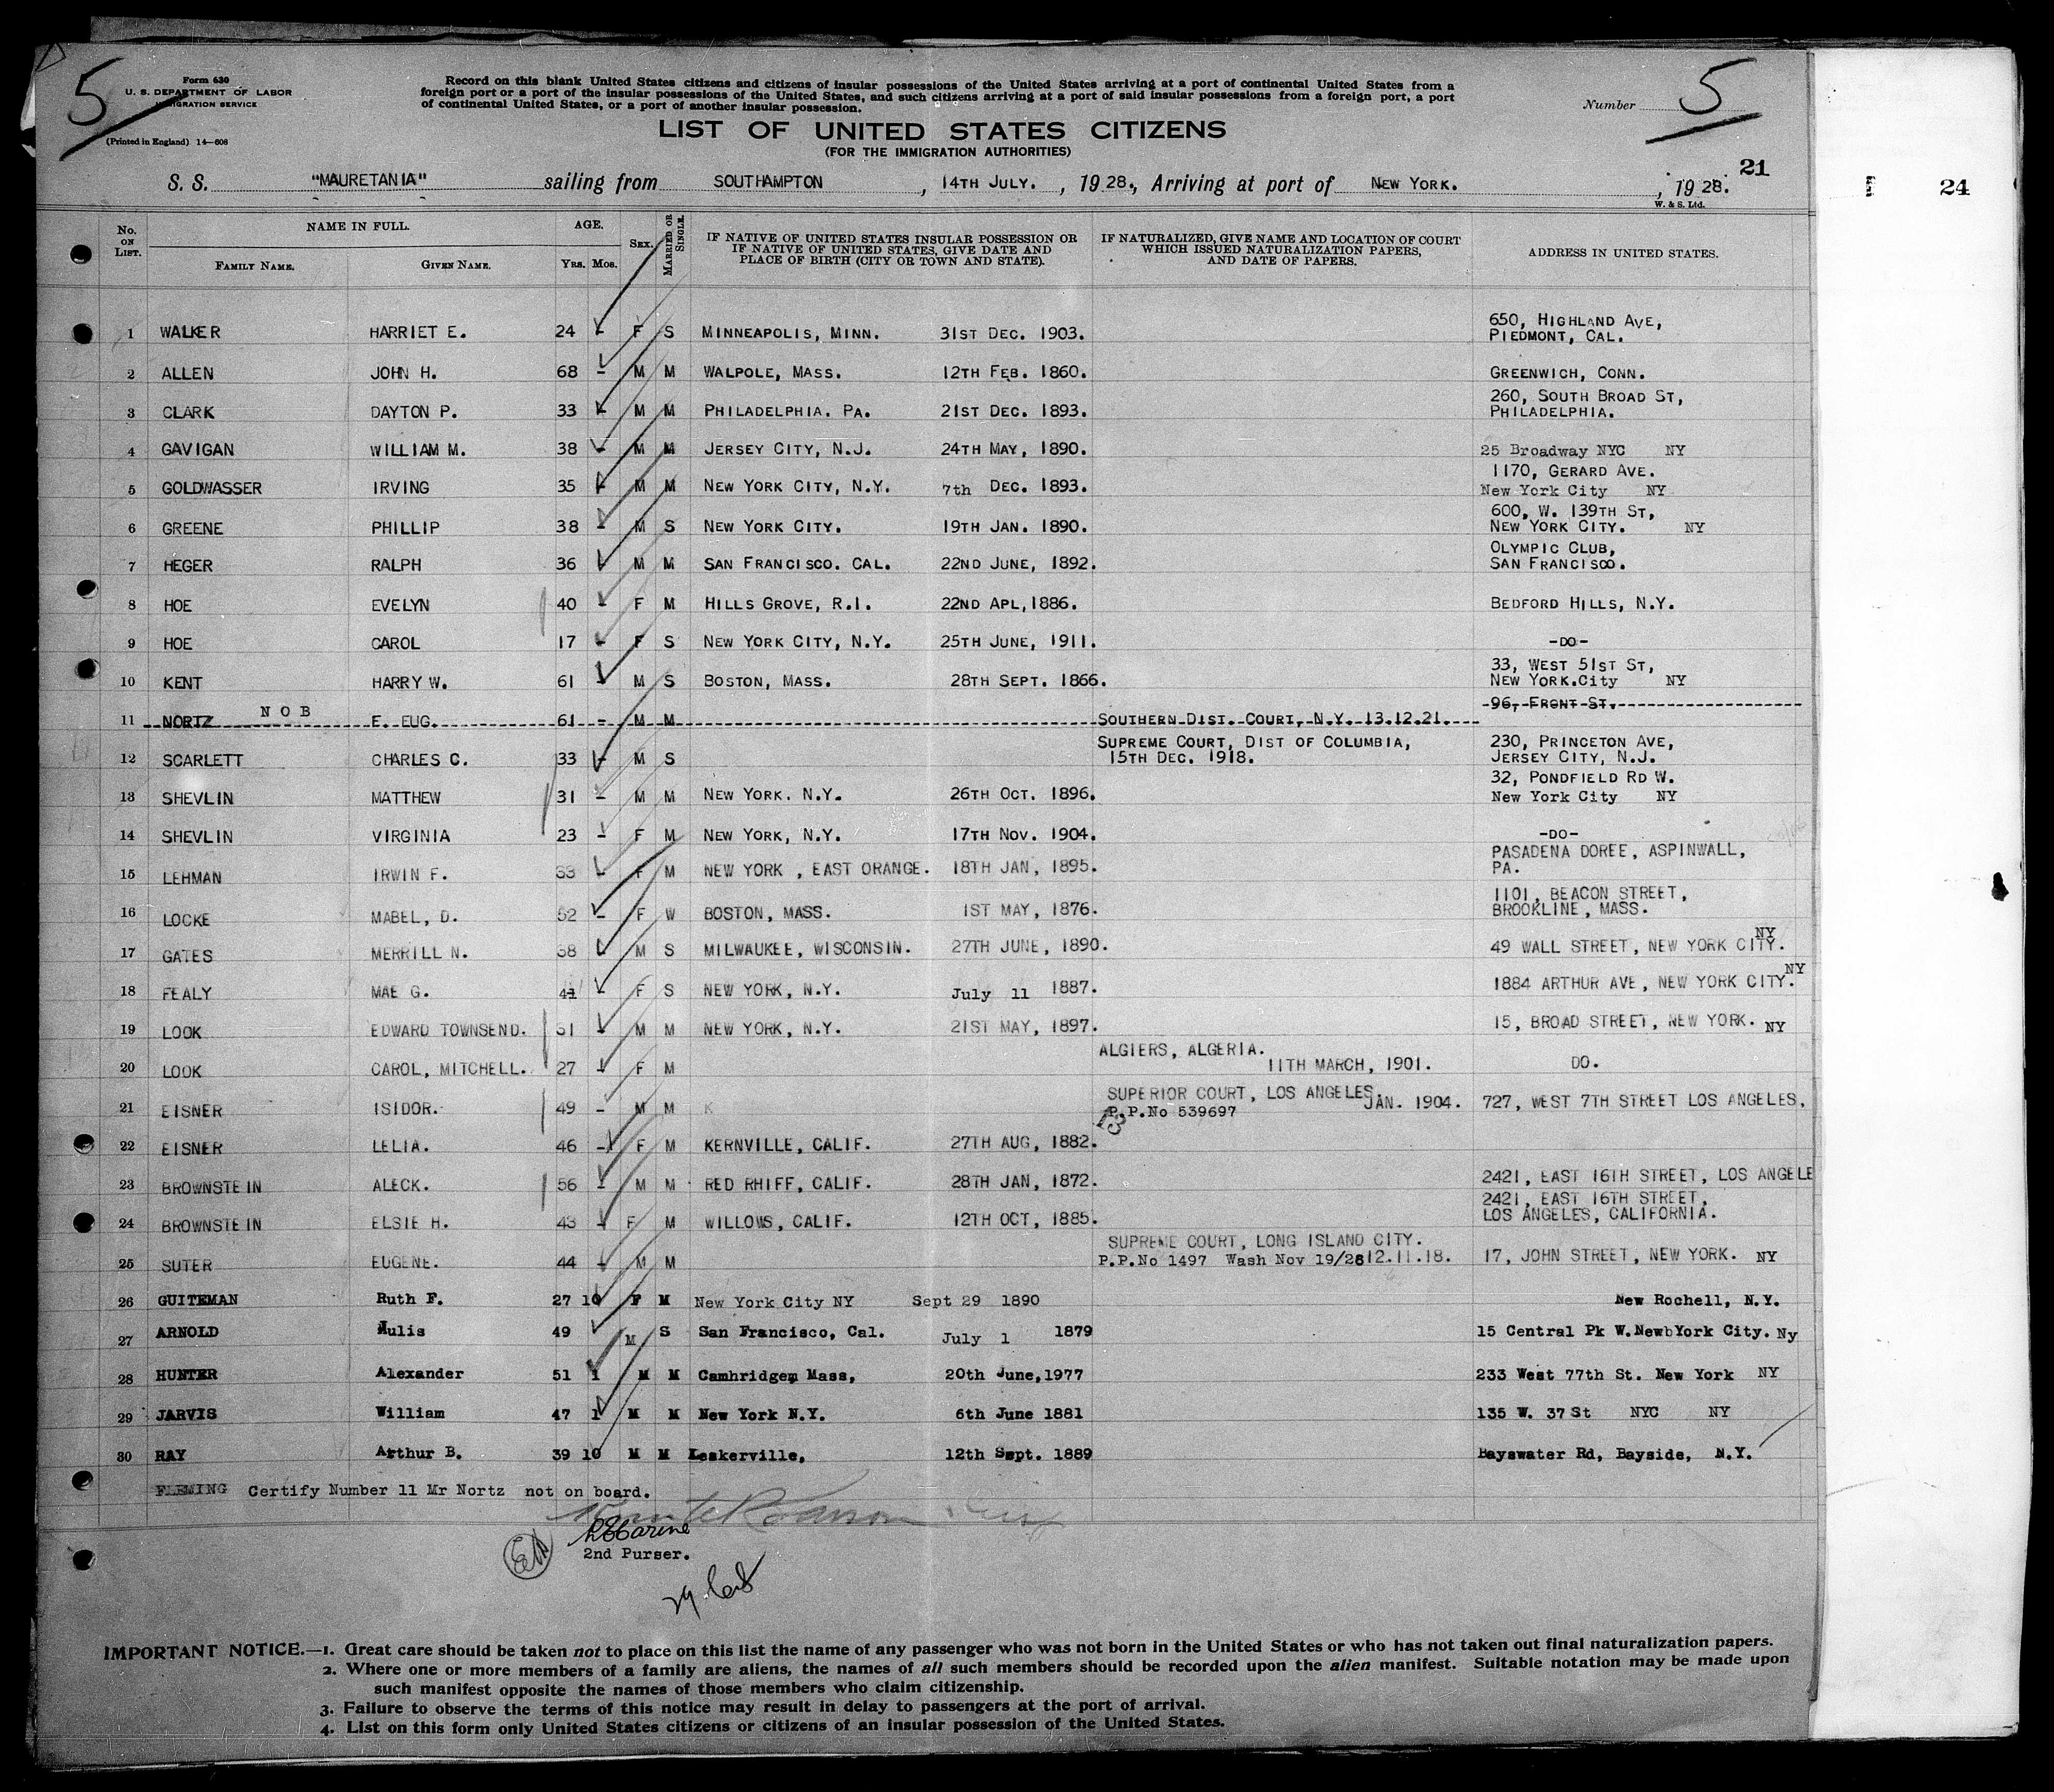 5
Form 630
U. S. DEPARTMENT OF LABOR
IMMIGRATION SERVICE
(Printed in England) 14—608
Record on this blank United States citizens and citizens of insular possessions of the United States arriving at a port of continental United States from a
foreign port or a port of the insular possessions of the United States, and such citizens arriving at a port of said insular possessions from a foreign port, a port
of continental United States, or a port of another insular possession.
Number 5
LIST OF UNITED STATES CITIZENS
(FOR THE IMMIGRATION AUTHORITIES)
21
24
S. S. "MAURETANIA" sailing from SOUTHAMPTON, 14TH JULY., 1928., Arriving at port of NEW YORK., 1928.
W. & S. Ltd.
No. ON LIST. NAME IN FULL. FAMILY NAME. GIVEN NAME. AGE. YRS. MOS. SEX. MARRIED OR SINGLE. IF NATIVE OF UNITED STATES INSULAR POSSESSION OR IF NATIVE OF UNITED STATES, GIVE DATE AND PLACE OF BIRTH (CITY OR TOWN AND STATE). IF NATURALIZED, GIVE NAME AND LOCATION OF COURT WHICH ISSUED NATURALIZATION PAPERS, AND DATE OF PAPERS. ADDRESS IN UNITED STATES.
1 WALKER HARRIET E. 24 - F S MINNEAPOLIS, MINN. 31ST DEC. 1903. 650, HIGHLAND AVE, PIEDMONT, CAL.
2 ALLEN JOHN H. 68 - M M WALPOLE, MASS. 12TH FEB. 1860. GREENWICH, CONN.
3 CLARK DAYTON P. 33 - M M PHILADELPHIA. PA. 21ST DEC. 1893. 260, SOUTH BROAD ST, PHILADELPHIA.
4 GAVIGAN WILLIAM M. 38 - M M JERSEY CITY, N.J. 24TH MAY, 1890. 25 Broadway NYC NY
5 GOLDWASSER IRVING 35 - M M NEW YORK CITY, N.Y. 7th DEC. 1893. 1170, GERARD AVE. New York City NY
6 GREENE PHILLIP 38 - M S NEW YORK CITY. 19TH JAN. 1890. 600, W. 139TH ST, NEW YORK CITY. NY
7 HEGER RALPH 36 - M M SAN FRANCISCO. CAL. 22ND JUNE, 1892. OLYMPIC CLUB, SAN FRANCISCO.
8 HOE EVELYN 40 - F M HILLS GROVE, R.I. 22ND APL, 1886. BEDFORD HILLS, N.Y.
9 HOE CAROL 17 - F S NEW YORK CITY, N.Y. 25TH JUNE, 1911. -DO-
10 KENT HARRY W. 61 - M S BOSTON, MASS. 28TH SEPT. 1866. 33, WEST 51ST ST, NEW YORK.City NY
11 NORTZ N O B E. EUG. 61 - M M SOUTHERN DIST. COURT, N.Y. 13.12.21. 96, FRONT ST.
12 SCARLETT CHARLES C. 33 - M S SUPREME COURT, DIST OF COLUMBIA, 15TH DEC. 1918. 230, PRINCETON AVE, JERSEY CITY, N.J.
13 SHEVLIN MATTHEW 31 - M M NEW YORK. N.Y. 26TH OCT. 1896. 32, PONDFIELD RD W. New York City NY
14 SHEVLIN VIRGINIA 23 - F M NEW YORK, N.Y. 17TH NOV. 1904. -DO-
15 LEHMAN IRWIN F. 33 - F M NEW YORK , EAST ORANGE. 18TH JAN, 1895. PASADENA DOREE, ASPINWALL, PA.
16 LOCKE MABEL, D. 52 - F W BOSTON, MASS. 1ST MAY, 1876. 1101, BEACON STREET, BROOKLINE, MASS.
17 GATES MERRILL N. 38 - M S MILWAUKEE, WISCONSIN. 27TH JUNE, 1890. 49 WALL STREET, NEW YORK CITY. NY
18 FEALY MAE G. 41 - F S NEW YORK, N.Y. July 11 1887. 1884 ARTHUR AVE, NEW YORK CITY. NY
19 LOOK EDWARD TOWNSEND. 31 - M M NEW YORK, N.Y. 21ST MAY, 1897. 15, BROAD STREET, NEW YORK. NY
20 LOOK CAROL, MITCHELL. 27 - F M ALGIERS, ALGERIA. 11TH MARCH, 1901. DO.
21 EISNER ISIDOR. 49 - M M K SUPERIOR COURT, LOS ANGELES JAN. 1904. P.P.No 539697 727, WEST 7TH STREET LOS ANGELES,
22 EISNER LELIA. 46 - F M KERNVILLE, CALIF. 27TH AUG, 1882.
23 BROWNSTEIN ALECK. 56 - M M RED RHIFF, CALIF. 28TH JAN, 1872. 2421, EAST 16TH STREET, LOS ANGELE
24 BROWNSTEIN ELSIE H. 43 - F M WILLOWS, CALIF. 12TH OCT, 1885. 2421, EAST 16TH STREET, LOS ANGELES, CALIFORNIA.
25 SUTER EUGENE. 44 - M M SUPREME COURT, LONG ISLAND CITY. P.P.No 1497 Wash Nov 19/26 12.11.18. 17, JOHN STREET, NEW YORK. NY
26 GUITEMAN Ruth F. 27 10 F M New York City NY Sept 29 1890 New Rochell, N.Y.
27 ARNOLD Julis 49 M S San Francisco, Cal. July 1 1879 15 Central Pk W.NewbYork City. Ny
28 HUNTER Alexander 51 1 M M Camhridgem Mass, 20th June,1977 233 West 77th St. New York NY
29 JARVIS William 47 1 M M New York N.Y. 6th June 1881 135 W. 37 St NYC NY
30 RAY Arthur B. 39 10 M M Leskerville, 12th Sept. 1889 Bayswater Rd, Bayside, N.Y.
FLEMING Certify Number 11 Mr Nortz not on board.
2nd Purser.
IMPORTANT NOTICE.—1. Great care should be taken not to place on this list the name of any passenger who was not born in the United States or who has not taken out final naturalization papers.
2. Where one or more members of a family are aliens, the names of all such members should be recorded upon the alien manifest. Suitable notation may be made upon
such manifest opposite the names of those members who claim citizenship.
3. Failure to observe the terms of this notice may result in delay to passengers at the port of arrival.
4. List on this form only United States citizens or citizens of an insular possession of the United States.